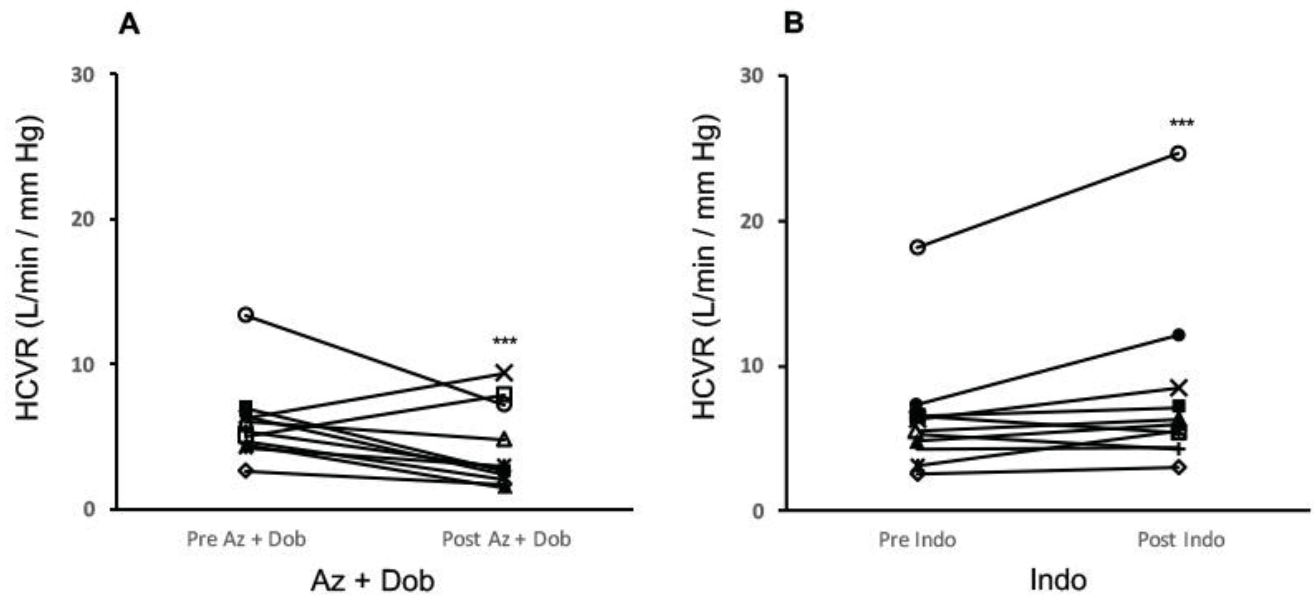 A
HCVR (L/min / mm Hg)
30
20
10
0
***
Pre Az + Dob
Post Az + Dob
Az + Dob
B
HCVR (L/min / mm Hg)
30
20
10
0
***
Pre Indo
Post Indo
Indo